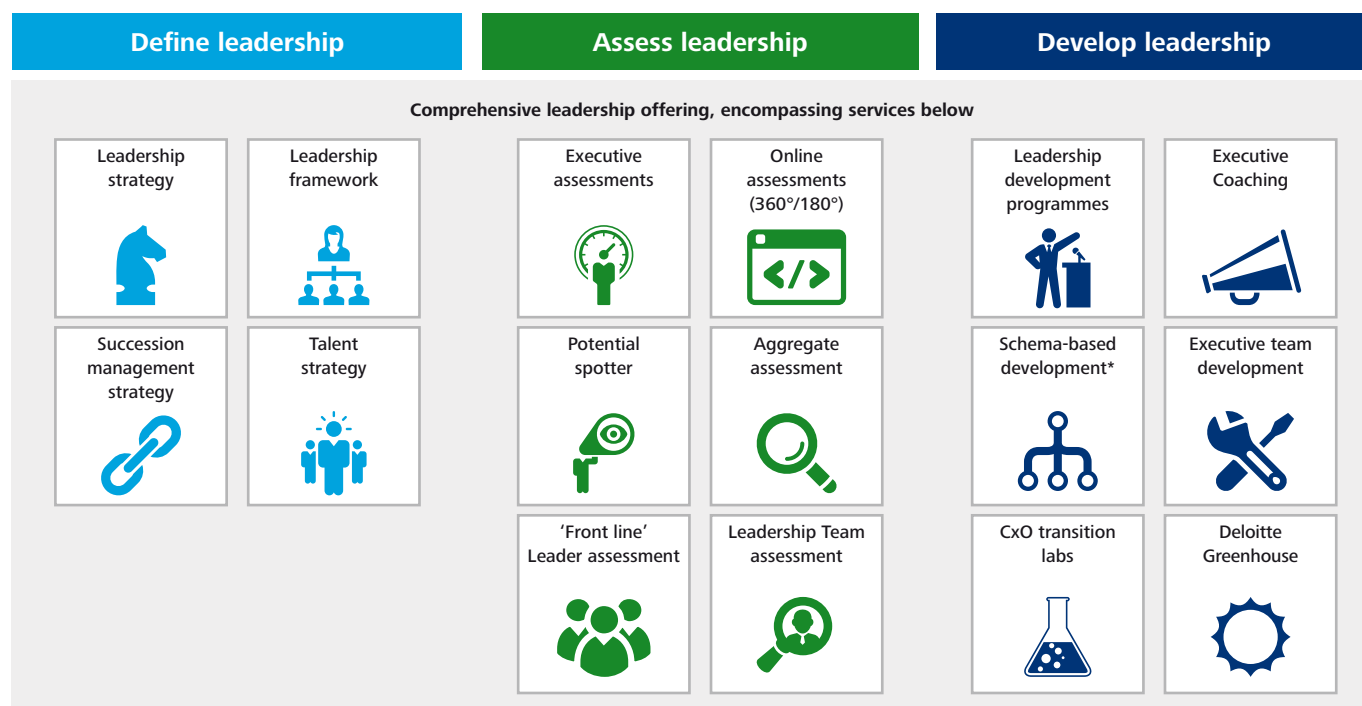 Define leadership
Assess leadership
Develop leadership
Comprehensive leadership offering, encompassing services below
Leadership
strategy
Leadership
framework
Executive
assessments
Online
assessments
(360°/180°)
Leadership
development
programmes
Executive
Coaching
Succession
management
strategy
Talent
strategy
Potential
spotter
Aggregate
assessment
Schema-based
development*
Executive team
development
‘Front line’
Leader assessment
Leadership Team
assessment
CxO transition
labs
Deloitte
Greenhouse